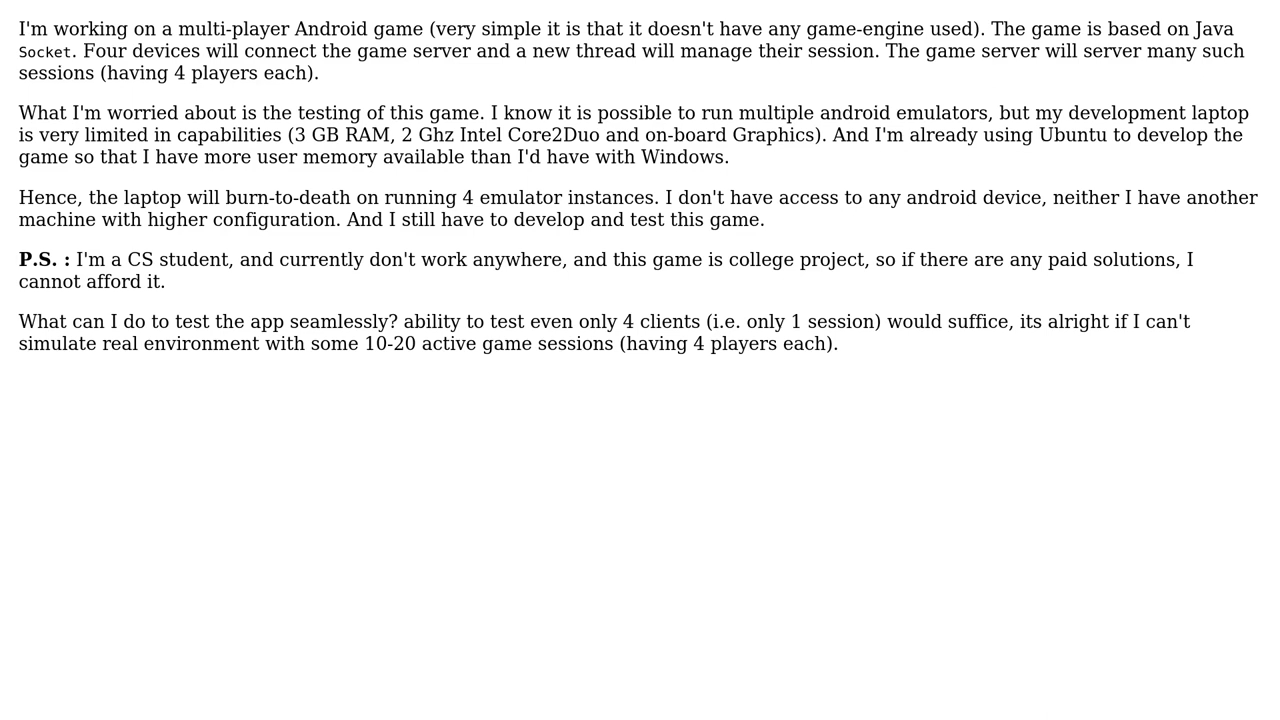 I'm working on a multi-player Android game (very simple it is that it doesn't have any game-engine used). The game is based on Java
Socket. Four devices will connect the game server and a new thread will manage their session. The game server will server many such
sessions (having 4 players each).
What I'm worried about is the testing of this game. I know it is possible to run multiple android emulators, but my development laptop
is very limited in capabilities (3 GB RAM, 2 Ghz Intel Core2Duo and on-board Graphics). And I'm already using Ubuntu to develop the
game so that I have more user memory available than I'd have with Windows.
Hence, the laptop will burn-to-death on running 4 emulator instances. I don't have access to any android device, neither I have another
machine with higher configuration. And I still have to develop and test this game.
P.S. : I'm a CS student, and currently don't work anywhere, and this game is college project, so if there are any paid solutions, I
cannot afford it.
What can I do to test the app seamlessly? ability to test even only 4 clients (i.e. only 1 session) would suffice, its alright if I can't
simulate real environment with some 10-20 active game sessions (having 4 players each).